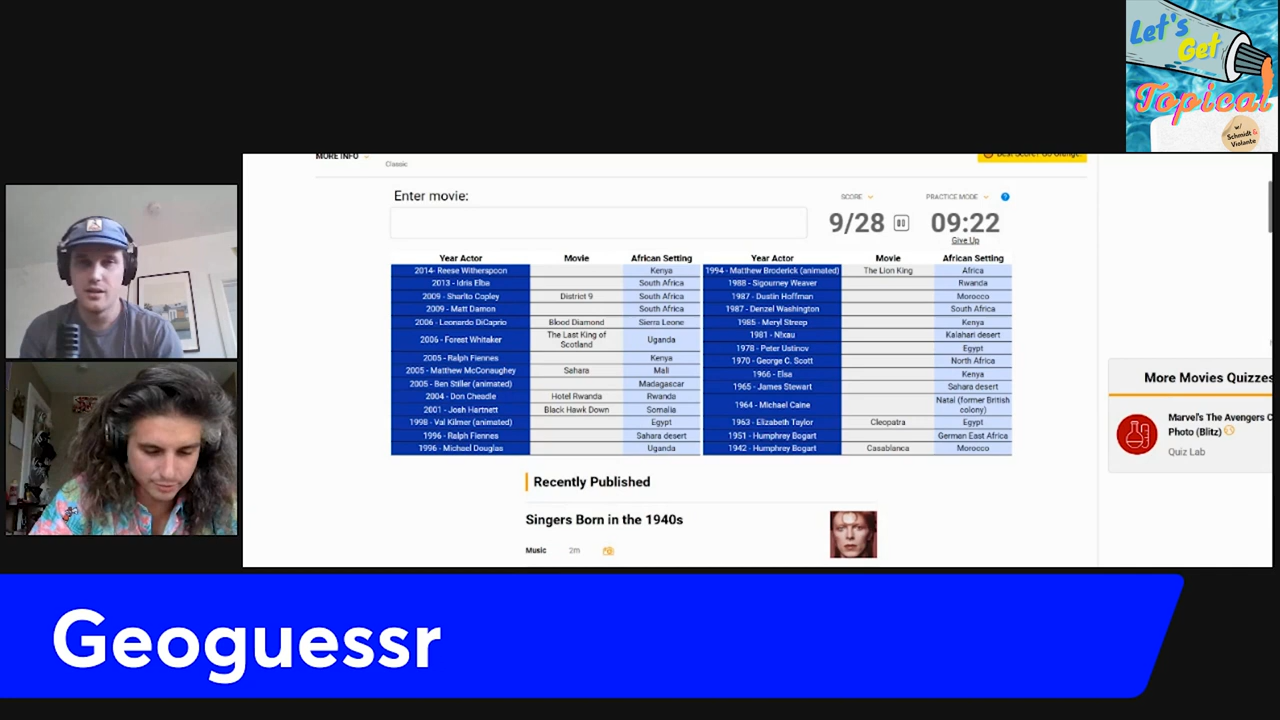 Let's
Get
Topical
w/
Schmidt &
Violante
MORE INFO
Classic
Enter movie:
SCORE
PRACTICE MODE
?
9/28
09:22
Give Up
Year Actor Movie African Setting
2014- Reese Witherspoon Kenya
2013 - Idris Elba South Africa
2009 - Sharlto Copley District 9 South Africa
2009 - Matt Damon South Africa
2006 - Leonardo DiCaprio Blood Diamond Sierra Leone
2006 - Forest Whitaker The Last King of Scotland Uganda
2005 - Ralph Fiennes Kenya
2005 - Matthew McConaughey Sahara Mali
2005 - Ben Stiller (animated) Madagascar
2004 - Don Cheadle Hotel Rwanda Rwanda
2001 - Josh Hartnett Black Hawk Down Somalia
1998 - Val Kilmer (animated) Egypt
1996 - Ralph Fiennes Sahara desert
1996 - Michael Douglas Uganda
Year Actor Movie African Setting
1994 - Matthew Broderick (animated) The Lion King Africa
1988 - Sigourney Weaver Rwanda
1987 - Dustin Hoffman Morocco
1987 - Denzel Washington South Africa
1985 - Meryl Streep Kenya
1981 - N!xau Kalahari desert
1978 - Peter Ustinov Egypt
1970 - George C. Scott North Africa
1966 - Elsa Kenya
1965 - James Stewart Sahara desert
1964 - Michael Caine Natal (former British colony)
1963 - Elizabeth Taylor Cleopatra Egypt
1951 - Humphrey Bogart German East Africa
1942 - Humphrey Bogart Casablanca Morocco
More Movies Quizzes
Marvel's The Avengers C
Photo (Blitz)
Quiz Lab
Recently Published
Singers Born in the 1940s
Music 2m
Geoguessr